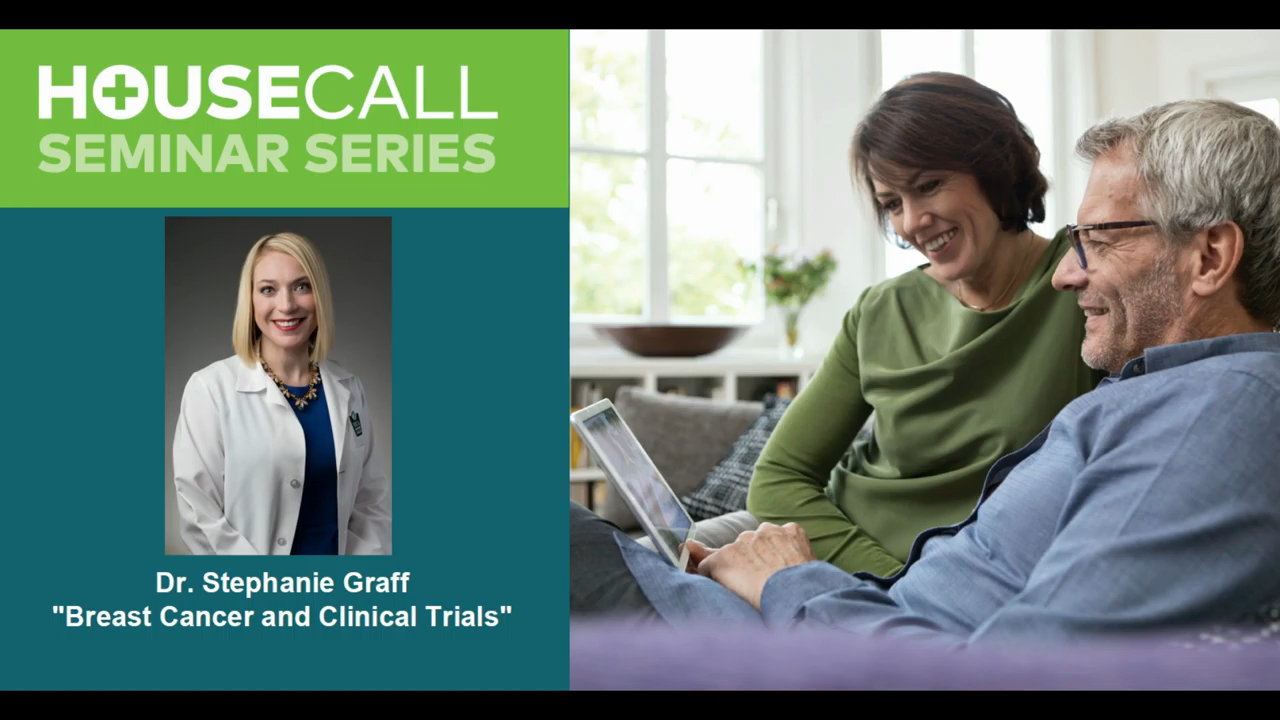 HOUSECALL
SEMINAR SERIES
Dr. Stephanie Graff
"Breast Cancer and Clinical Trials"